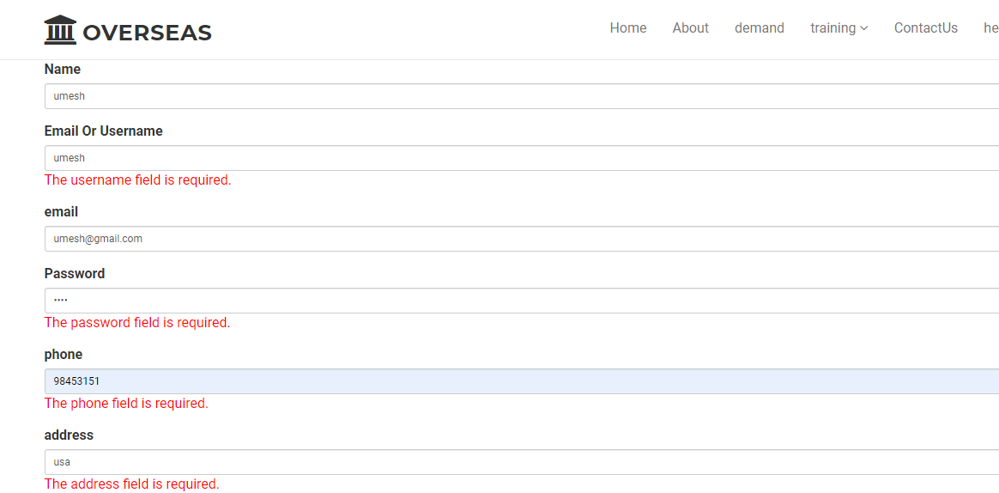 OVERSEAS Home About demand training ContactUs he
Name
umesh
Email Or Username
umesh
The username field is required.
email
umesh@gmail.com
Password
••••
The password field is required.
phone
98453151
The phone field is required.
address
usa
The address field is required.